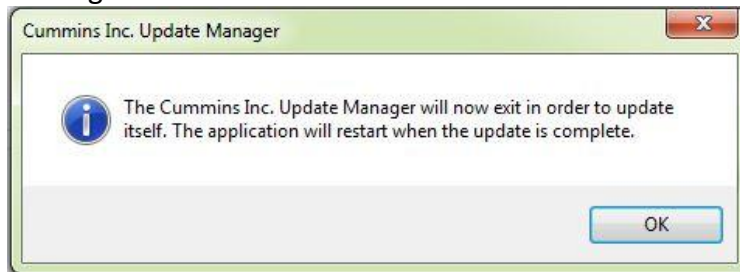 Cummins Inc. Update Manager
The Cummins Inc. Update Manager will now exit in order to update
itself. The application will restart when the update is complete.
OK